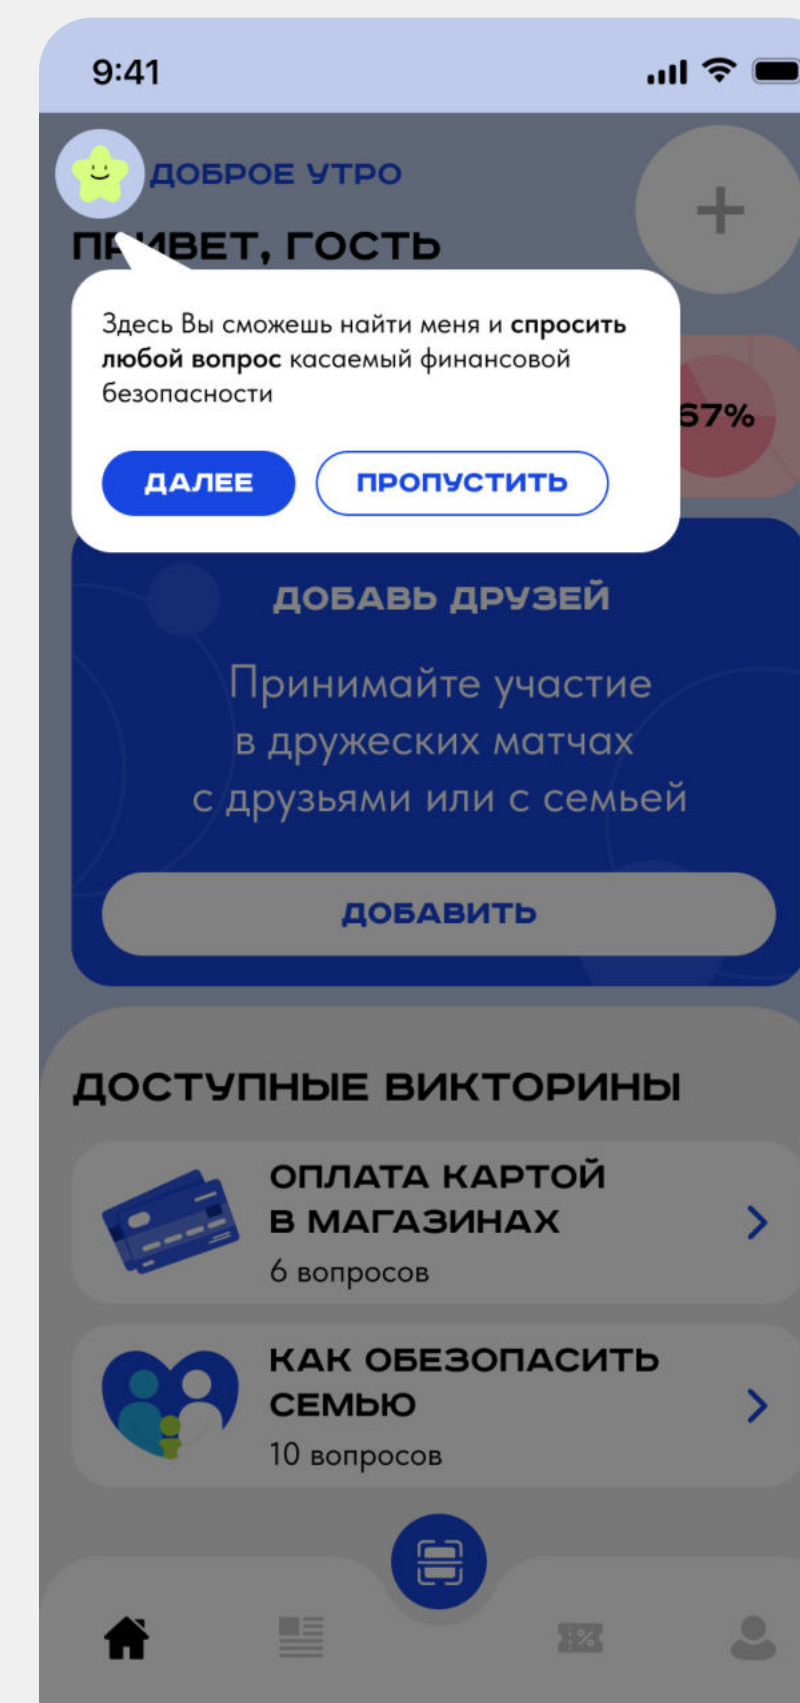 9:41
ДОБРОЕ УТРО
ПРИВЕТ, ГОСТЬ
Здесь Вы сможешь найти меня и спросить
любой вопрос касаемый финансовой
безопасности
ДАЛЕЕ
ПРОПУСТИТЬ
67%
ДОБАВЬ ДРУЗЕЙ
Принимайте участие
в дружеских матчах
с друзьями или с семьей
ДОБАВИТЬ
ДОСТУПНЫЕ ВИКТОРИНЫ
ОПЛАТА КАРТОЙ
В МАГАЗИНАХ
6 вопросов
КАК ОБЕЗОПАСИТЬ
СЕМЬЮ
10 вопросов